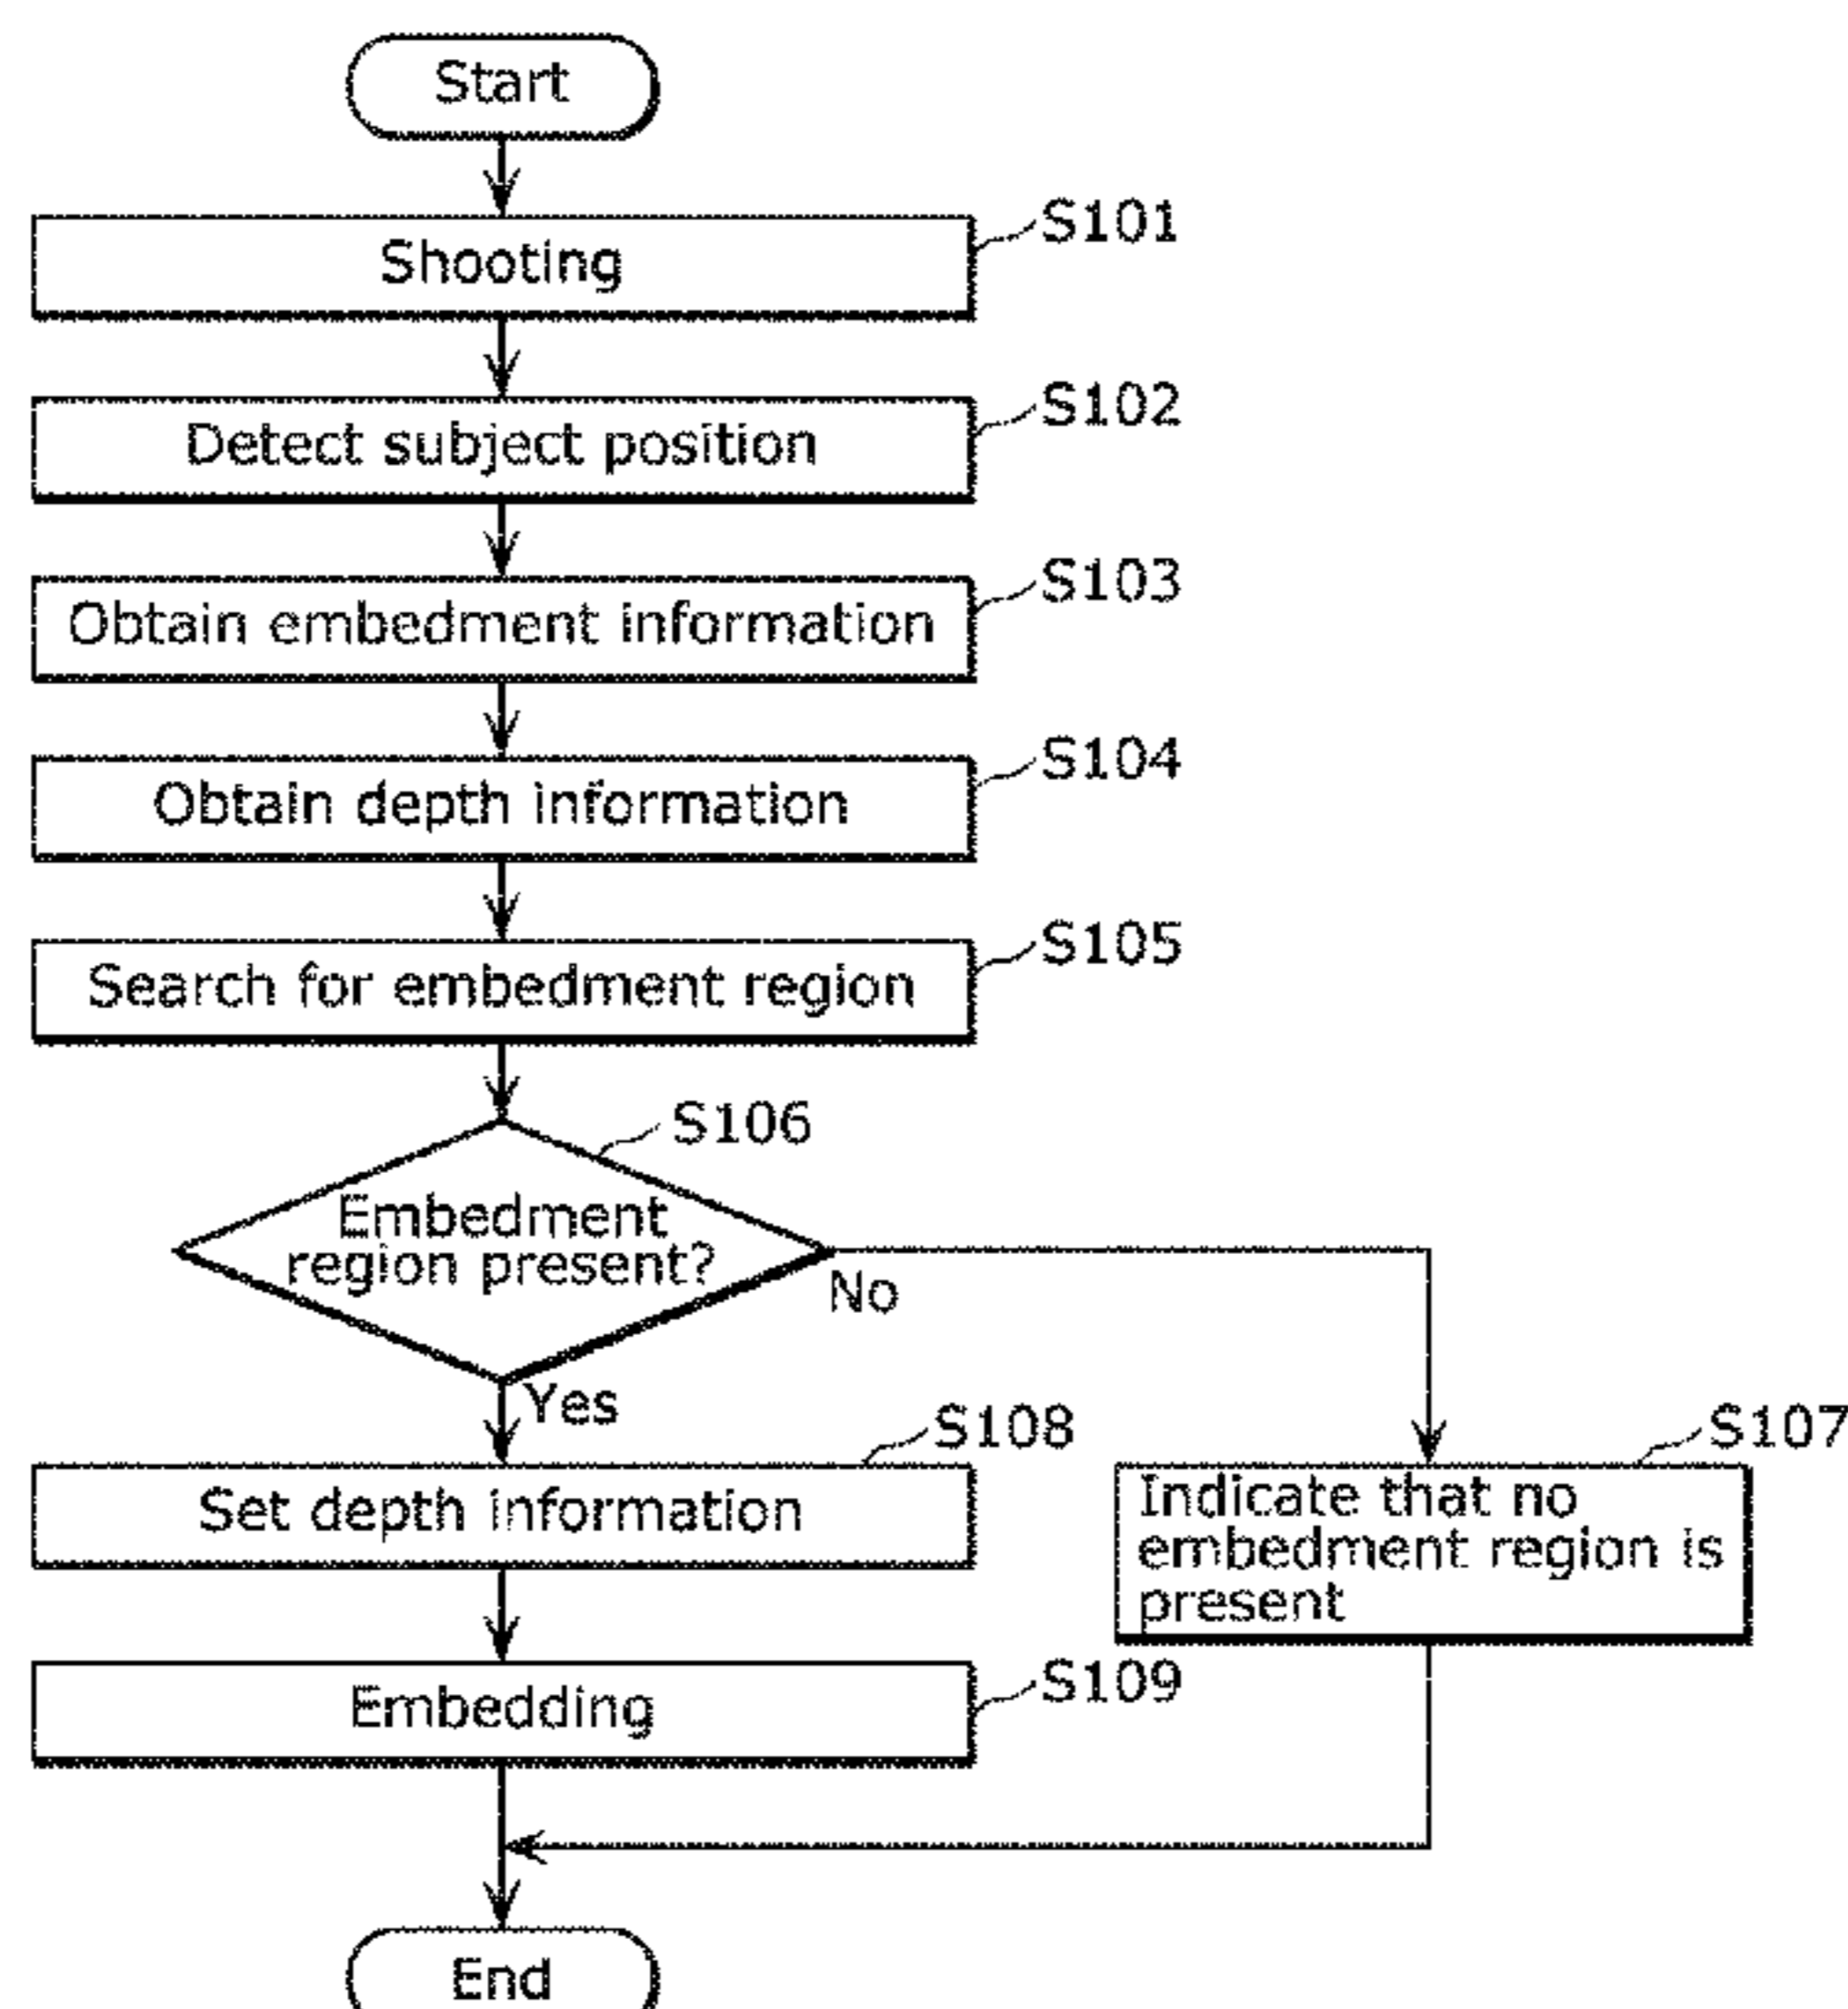 Start
S101
Shooting
S102
Detect subject position
S103
Obtain embedment information
S104
Obtain depth information
S105
Search for embedment region
S106
Embedment
region present?
No
Yes
S108
Set depth information
S107
Indicate that no
embedment region is
present
S109
Embedding
End